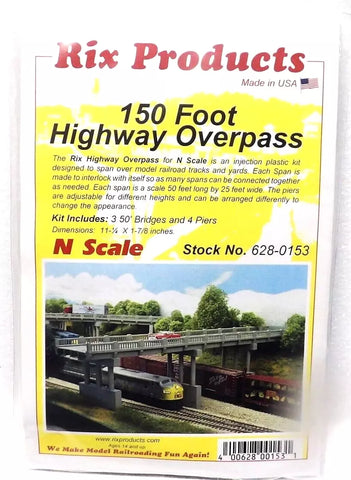 Rix Products
Made in USA
150 Foot
Highway Overpass
The Rix Highway Overpass for N Scale is an injection plastic kit
designed to span over model railroad tracks and yards. Each Span is
made to interlock with itself so as many spans can be connected together
as needed. Each span is a scale 50 feet long by 25 feet wide. The piers
are adjustable for different heights and can be arranged differently to
change the appearance.
Kit Includes: 3 50' Bridges and 4 Piers
Dimensions: 11-¼ X 1-7/8 inches.
N Scale
Stock No. 628-0153
www.rixproducts.com
Ages 14 and up
We Make Model Railroading Fun Again!
4 00628 00153 1